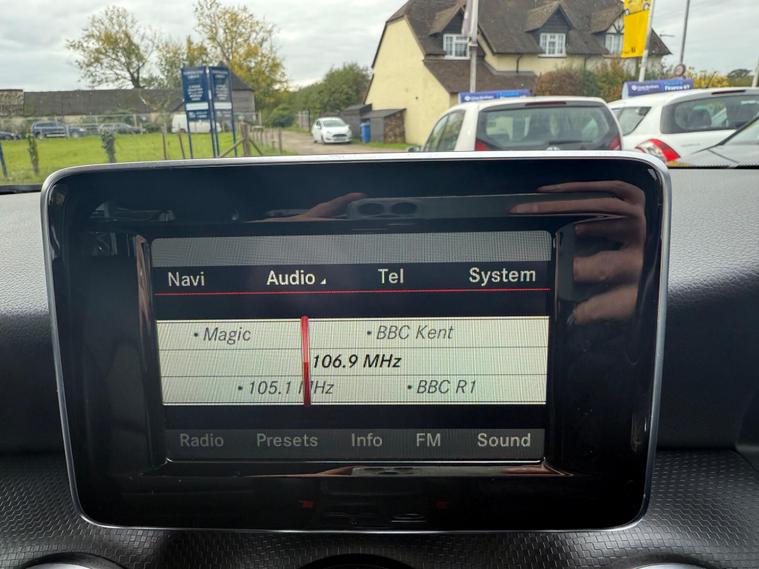 Navi Audio Tel System
• Magic • BBC Kent
106.9 MHz
• 105.1 MHz • BBC R1
Radio Presets Info FM Sound